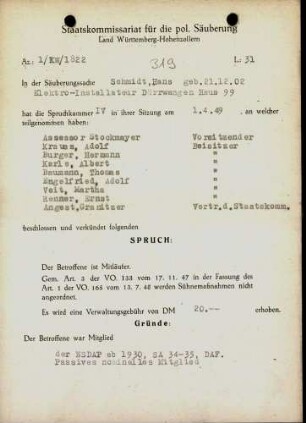 Staatskommissariat für die pol. Säuberung
Land Württemberg-Hohenzollern
Az: 1/KW/1822 319 L: 31
In der Säuberungssache Schmidt,Hans geb.21.12.02
Elektro-Installateur Dürrwangen Haus 99
hat die Spruchkammer IV in ihrer Sitzung am 1.4.49 , an welcher
teilgenommen haben:
Assessor Stockmayer Vorsitzender
Kraus, Adolf Beisitzer
Burger, Hermann "
Karle, Albert "
Baumann, Thomas "
Engelfried, Adolf "
Veit, Martha "
Renner, Ernst "
Angest.Granitzer Vertr.d.Staatskomm.
beschlossen und verkündet folgenden
SPRUCH:
Der Betroffene ist Mitläufer.
Gem. Art. 3 der VO. 133 vom 17. 11. 47 in der Fassung des
Art. 1 der VO. 165 vom 13. 7. 48 werden Sühnemaßnahmen nicht
angeordnet.
Es wird eine Verwaltungsgebühr von DM 20.-- erhoben.
Gründe:
Der Betroffene war Mitglied
der NSDAP ab 1930, SA 34-35, DAF.
Passives nominelles Mitglied